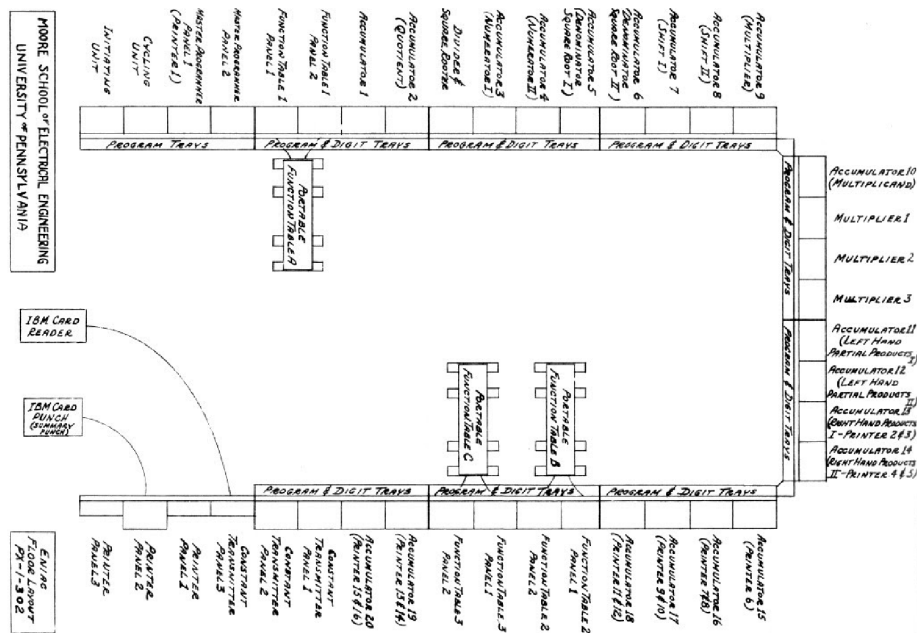 MOORE SCHOOL OF ELECTRICAL ENGINEERING
UNIVERSITY OF PENNSYLVANIA
INITIATING
UNIT
CYCLING
UNIT
MASTER PROGRAMMER
PANEL 1
(PRINTER 1)
MASTER PROGRAMMER
PANEL 2
FUNCTION TABLE 1
PANEL 1
FUNCTION TABLE 1
PANEL 2
ACCUMULATOR 1
ACCUMULATOR 2
(QUOTIENT)
DIVIDER &
SQUARE ROOTER
ACCUMULATOR 3
(NUMERATOR I)
ACCUMULATOR 4
(NUMERATOR II)
ACCUMULATOR 5
(DENOMINATOR
SQUARE ROOT I)
ACCUMULATOR 6
(DENOMINATOR
SQUARE ROOT II)
ACCUMULATOR 7
(SHIFT I)
ACCUMULATOR 8
(SHIFT II)
ACCUMULATOR 9
(MULTIPLIER)
PROGRAM TRAYS
PROGRAM & DIGIT TRAYS
PROGRAM & DIGIT TRAYS
PROGRAM & DIGIT TRAYS
PORTABLE
FUNCTION TABLE A
ACCUMULATOR 10
(MULTIPLICAND)
MULTIPLIER 1
MULTIPLIER 2
MULTIPLIER 3
ACCUMULATOR 11
(LEFT HAND
PARTIAL PRODUCTS
I)
ACCUMULATOR 12
(LEFT HAND
PARTIAL PRODUCTS
II)
ACCUMULATOR 13
(RIGHT HAND PRODUCTS
I-PRINTER 2 & 3)
ACCUMULATOR 14
(RIGHT HAND PRODUCTS
II-PRINTER 4 & 5)
PROGRAM & DIGIT TRAYS
PROGRAM & DIGIT TRAYS
IBM CARD
READER
IBM CARD
PUNCH
(SUMMARY
PUNCH)
PORTABLE
FUNCTION TABLE C
PORTABLE
FUNCTION TABLE B
PROGRAM & DIGIT TRAYS
PROGRAM & DIGIT TRAYS
PROGRAM & DIGIT TRAYS
ENIAC
FLOOR LAYOUT
PX-1-302
PRINTER
PANEL 3
PRINTER
PANEL 2
PRINTER
PANEL 1
CONSTANT
TRANSMITTER
PANEL 3
CONSTANT
TRANSMITTER
PANEL 2
CONSTANT
TRANSMITTER
PANEL 1
ACCUMULATOR 20
(PRINTER 15 & 16)
ACCUMULATOR 19
(PRINTER 13 & 14)
FUNCTION TABLE 3
PANEL 2
FUNCTION TABLE 3
PANEL 1
FUNCTION TABLE 2
PANEL 2
FUNCTION TABLE 2
PANEL 1
ACCUMULATOR 18
(PRINTER 11 & 12)
ACCUMULATOR 17
(PRINTER 9 & 10)
ACCUMULATOR 16
(PRINTER 7 & 8)
ACCUMULATOR 15
(PRINTER 6)